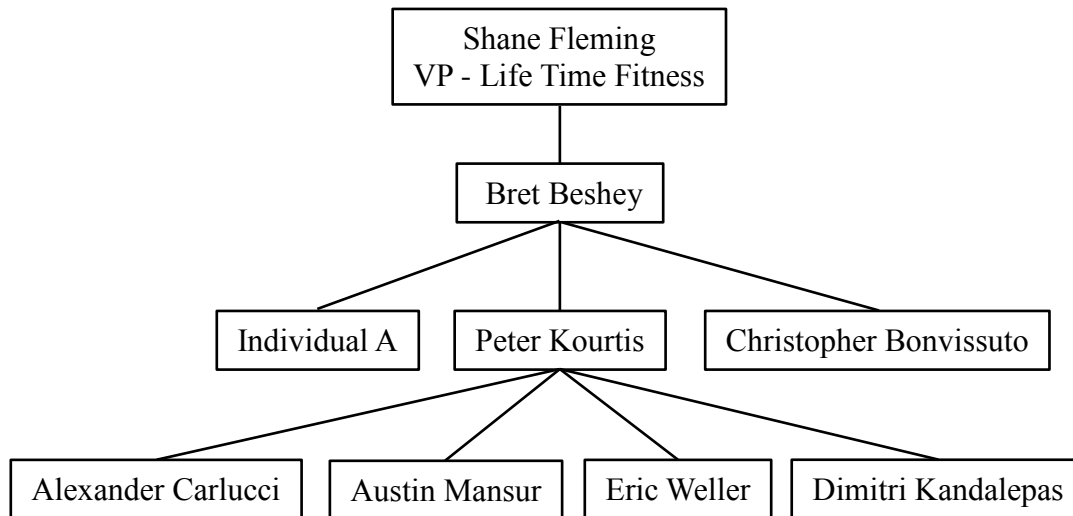 Shane Fleming
VP - Life Time Fitness
Bret Beshey
Individual A
Peter Kourtis
Christopher Bonvissuto
Alexander Carlucci
Austin Mansur
Eric Weller
Dimitri Kandalepas